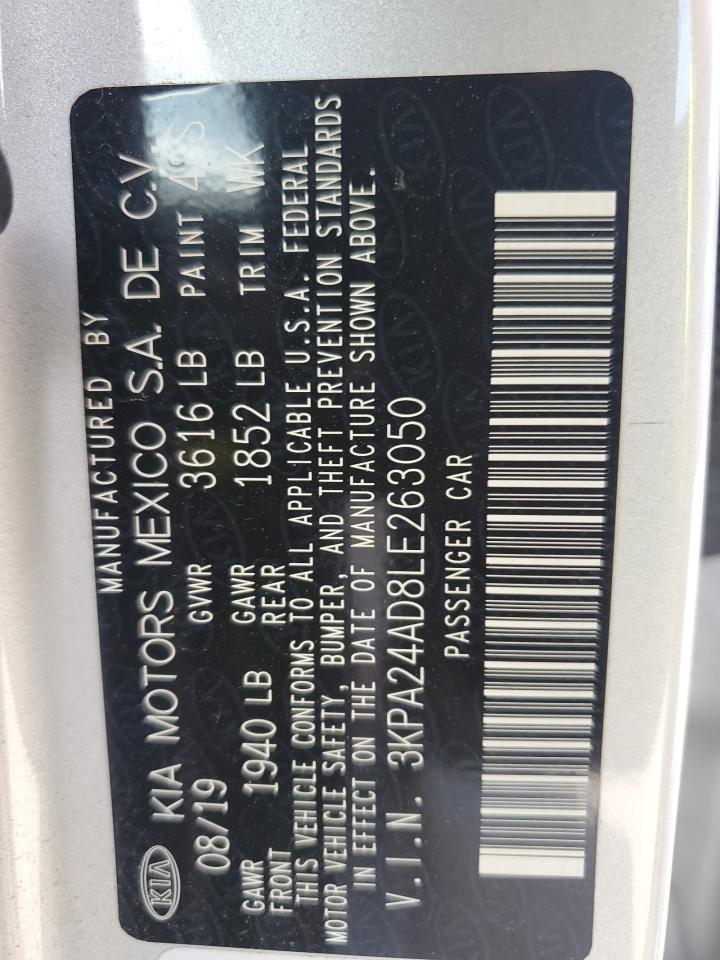 MANUFACTURED BY
KIA KIA MOTORS MEXICO S.A. DE C.V
08/19 GVWR 3616 LB PAINT 4SS
GAWR FRONT 1940 LB GAWR REAR 1852 LB TRIM WK
THIS VEHICLE CONFORMS TO ALL APPLICABLE U.S.A. FEDERAL
MOTOR VEHICLE SAFETY, BUMPER, AND THEFT PREVENTION STANDARDS
IN EFFECT ON THE DATE OF MANUFACTURE SHOWN ABOVE.
V.I.N. 3KPA24AD8LE263050
PASSENGER CAR